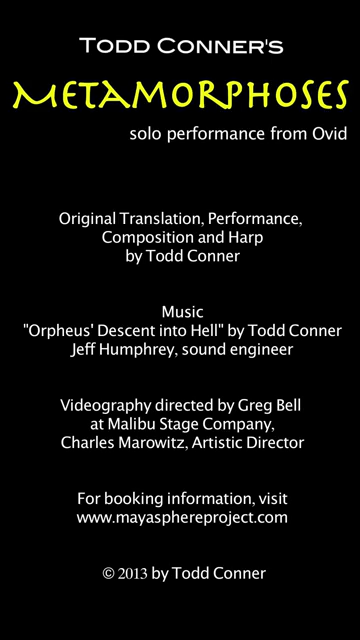 Todd Conner's
Metamorphoses
solo performance from Ovid
Original Translation, Performance,
Composition and Harp
by Todd Conner
Music
"Orpheus' Descent into Hell" by Todd Conner
Jeff Humphrey, sound engineer
Videography directed by Greg Bell
at Malibu Stage Company,
Charles Marowitz, Artistic Director
For booking information, visit
www.mayasphereproject.com
© 2013 by Todd Conner